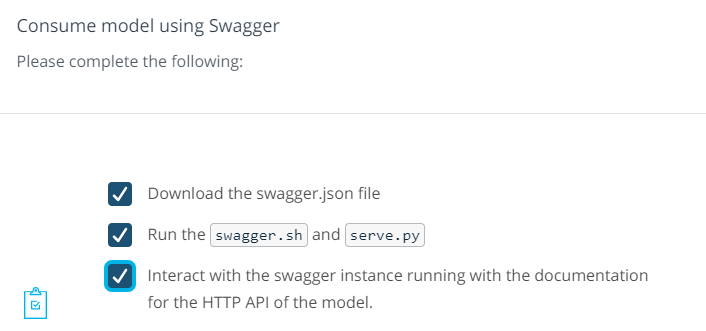 Consume model using Swagger
Please complete the following:
Download the swagger.json file
Run the swagger.sh and serve.py
Interact with the swagger instance running with the documentation
for the HTTP API of the model.